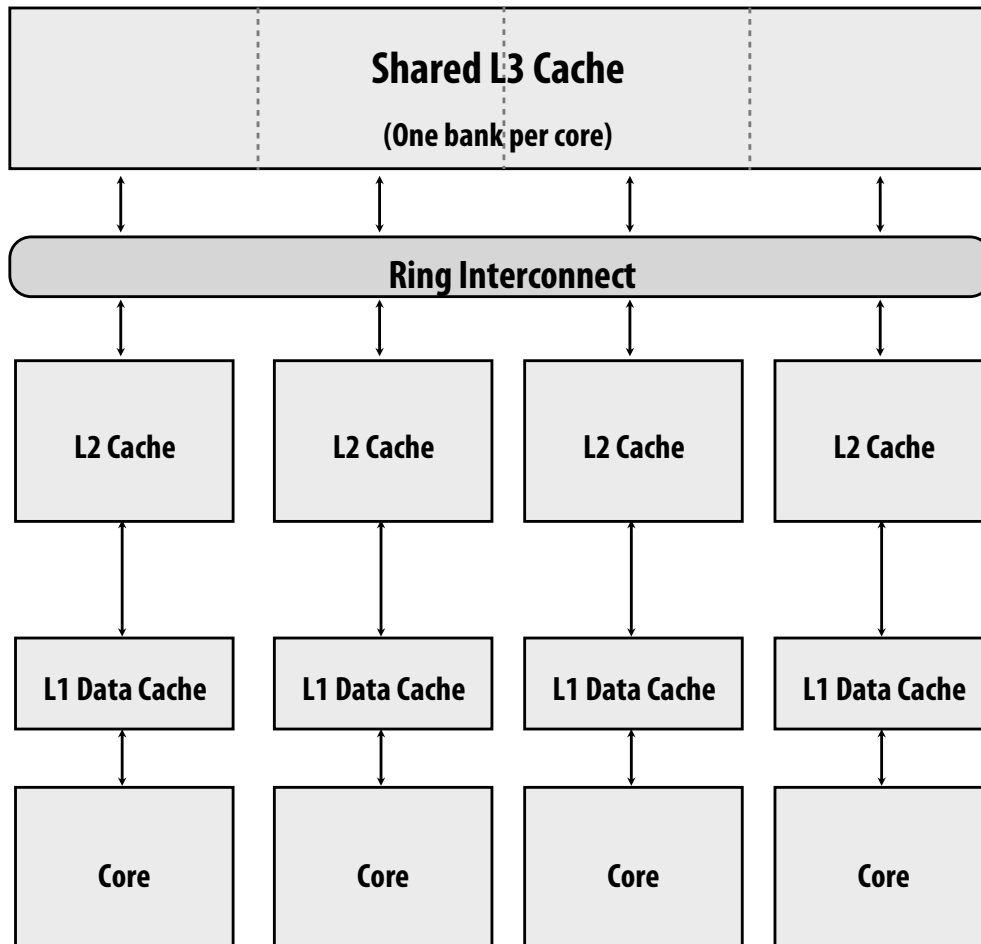 Shared L3 Cache
(One bank per core)
Ring Interconnect
L2 Cache
L2 Cache
L2 Cache
L2 Cache
L1 Data Cache
L1 Data Cache
L1 Data Cache
L1 Data Cache
Core
Core
Core
Core